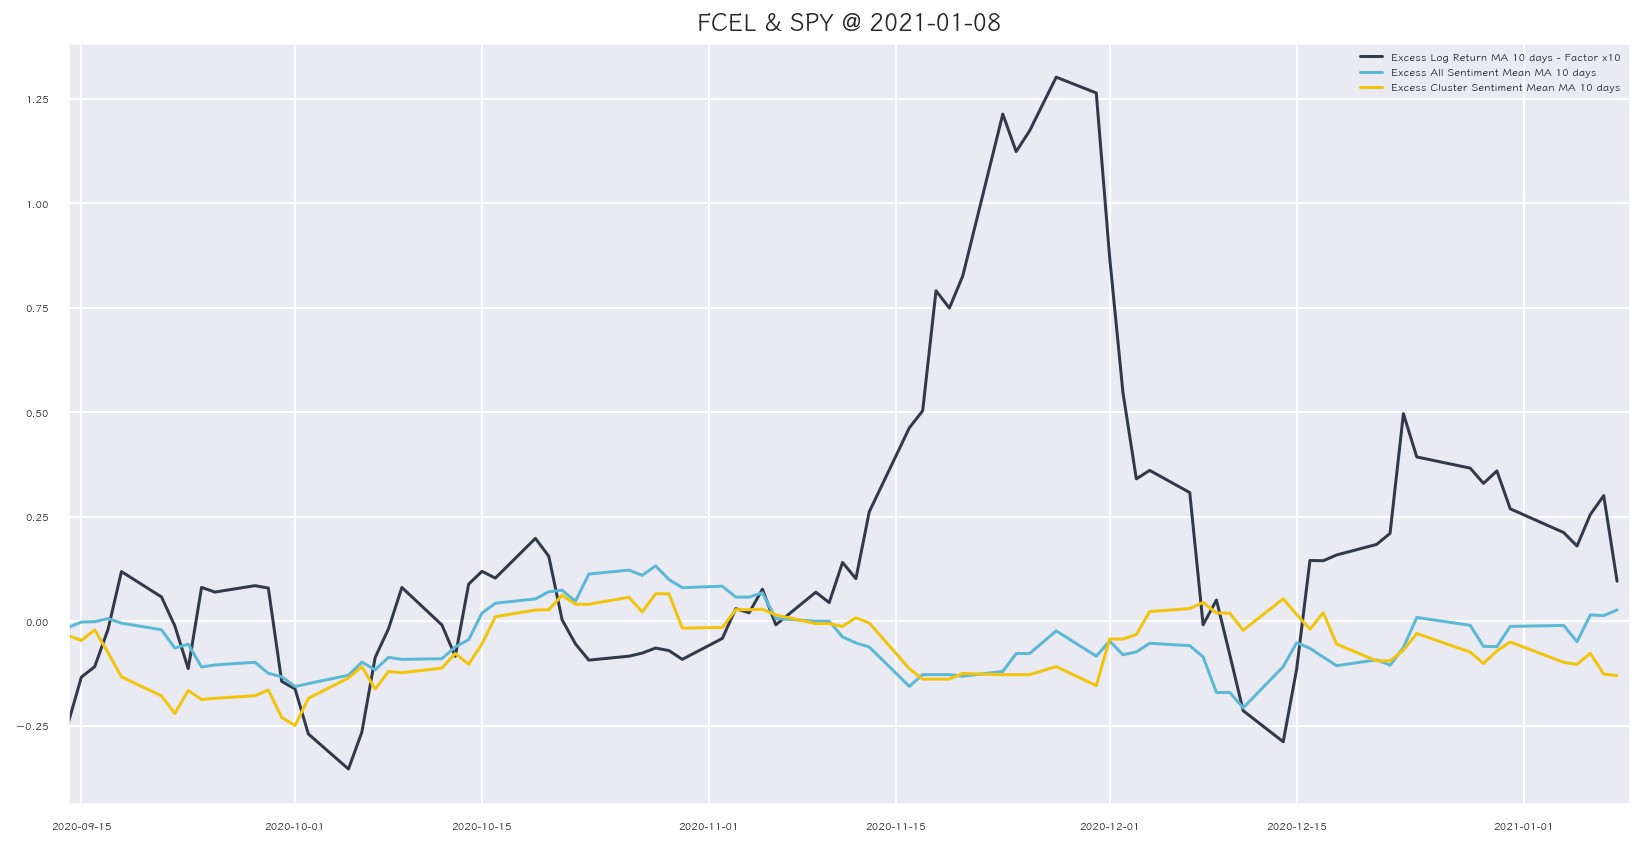 FCEL & SPY @ 2021-01-08
Excess Log Return MA 10 days - Factor x10
Excess All Sentiment Mean MA 10 days
Excess Cluster Sentiment Mean MA 10 days
1.25
1.00
0.75
0.50
0.25
0.00
−0.25
2020-09-15 2020-10-01 2020-10-15 2020-11-01 2020-11-15 2020-12-01 2020-12-15 2021-01-01